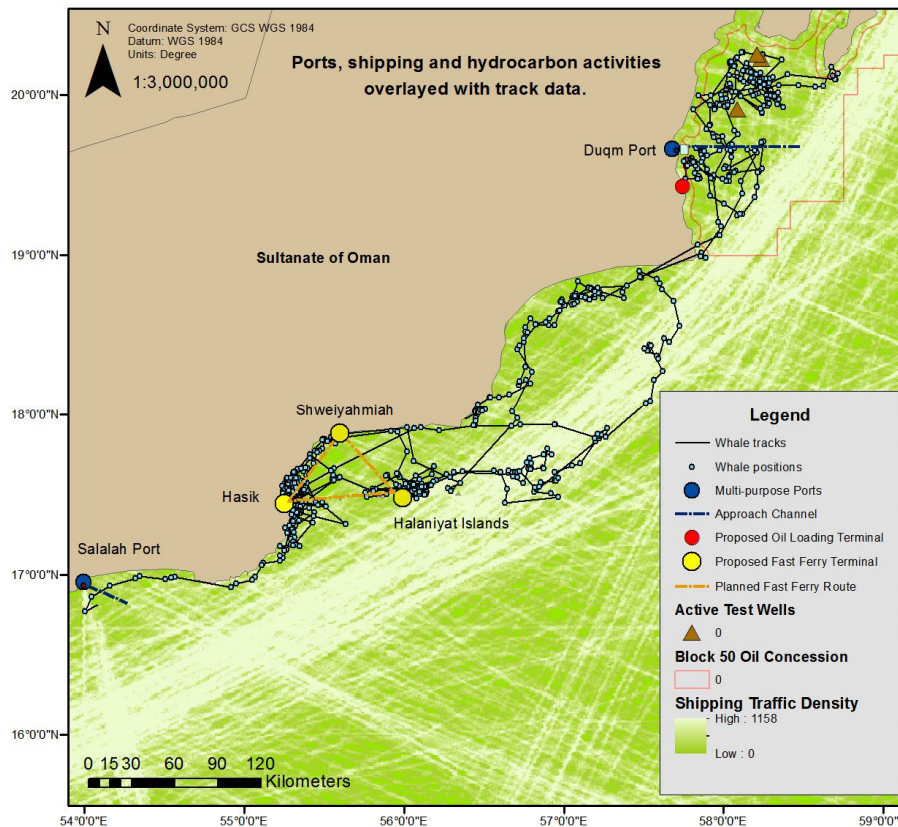 N
Coordinate System: GCS WGS 1984
Datum: WGS 1984
Units: Degree
1:3,000,000
Ports, shipping and hydrocarbon activities
overlayed with track data.
20°0'0"N
Duqm Port
19°0'0"N
Sultanate of Oman
18°0'0"N
Shweiyahmiah
Hasik
Halaniyat Islands
Salalah Port
17°0'0"N
16°0'0"N
0 15 30 60 90 120
Kilometers
54°0'0"E 55°0'0"E 56°0'0"E 57°0'0"E 58°0'0"E 59°0'0"E
Legend
Whale tracks
Whale positions
Multi-purpose Ports
Approach Channel
Proposed Oil Loading Terminal
Proposed Fast Ferry Terminal
Planned Fast Ferry Route
Active Test Wells
0
Block 50 Oil Concession
0
Shipping Traffic Density
High : 1158
Low : 0